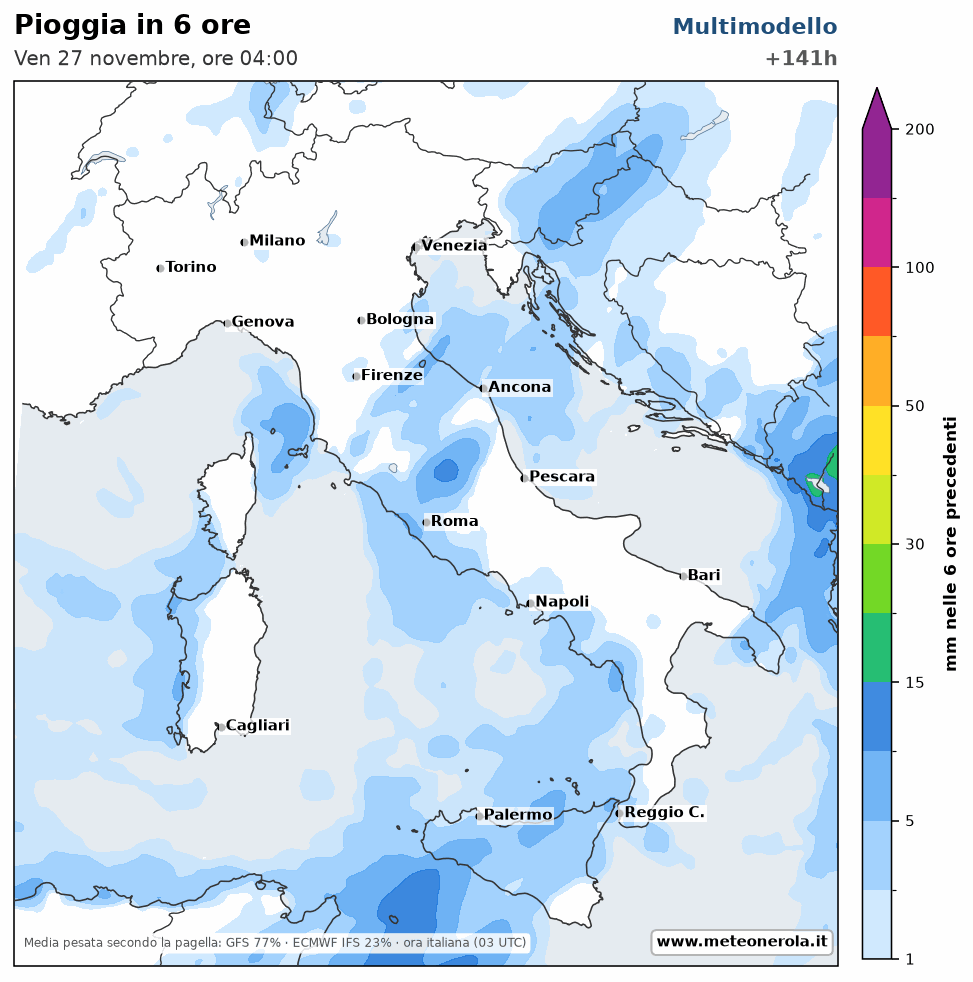 Pioggia in 6 ore
Multimodello
Ven 27 novembre, ore 04:00
+141h
200
100
50
30
15
5
1
mm nelle 6 ore precedenti
Milano
Venezia
Torino
Genova
Bologna
Firenze
Ancona
Pescara
Roma
Bari
Napoli
Cagliari
Palermo
Reggio C.
Media pesata secondo la pagella: GFS 77% · ECMWF IFS 23% · ora italiana (03 UTC)
www.meteonerola.it